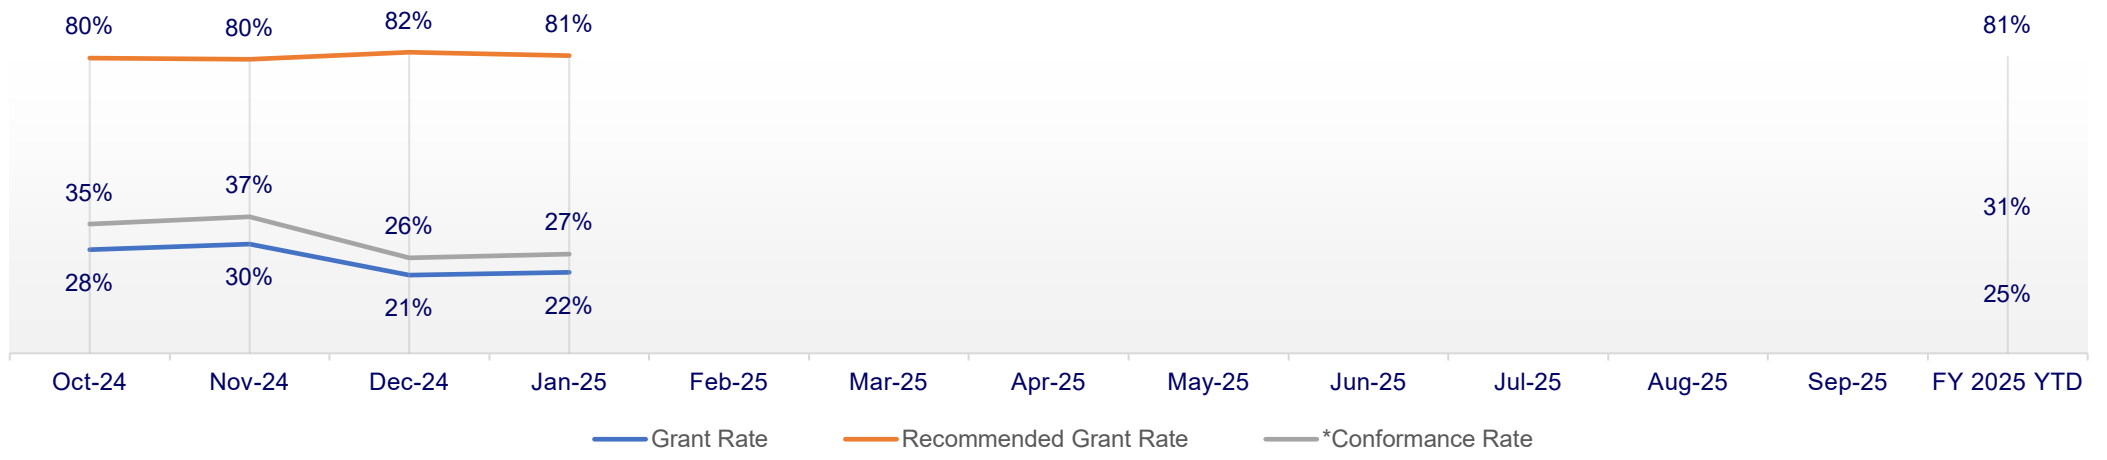 80% 80% 82% 81% 81%
35% 37% 26% 27% 31%
28% 30% 21% 22% 25%
Oct-24 Nov-24 Dec-24 Jan-25 Feb-25 Mar-25 Apr-25 May-25 Jun-25 Jul-25 Aug-25 Sep-25 FY 2025 YTD
Grant Rate Recommended Grant Rate *Conformance Rate